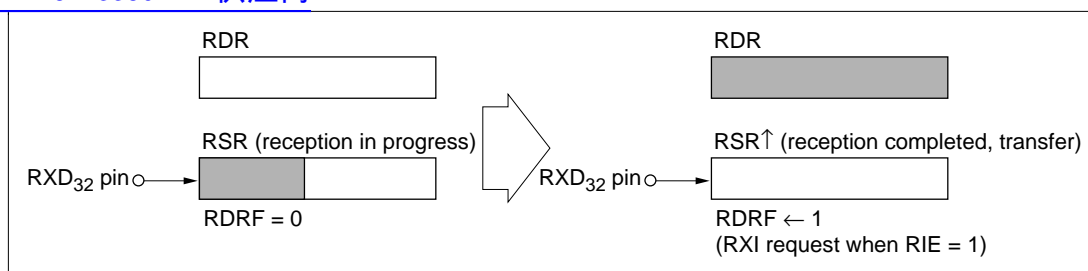 RDR
RSR (reception in progress)
RXD32 pin
RDRF = 0
RDR
RSR↑ (reception completed, transfer)
RXD32 pin
RDRF ← 1
(RXI request when RIE = 1)